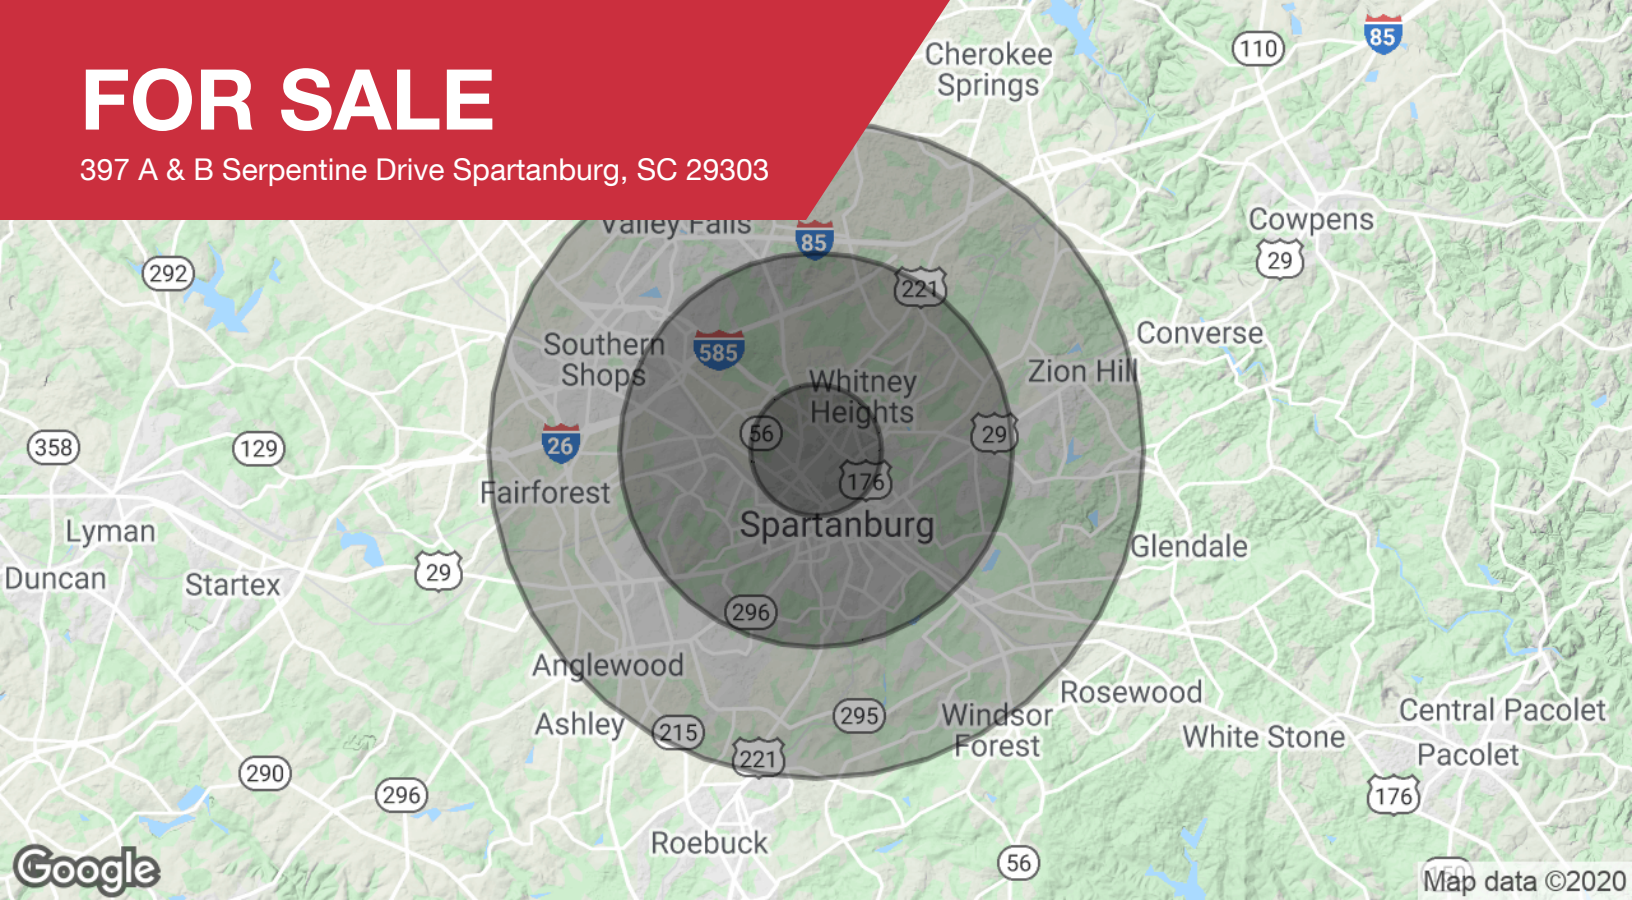 FOR SALE
397 A & B Serpentine Drive Spartanburg, SC 29303
Cherokee
Springs
110
85
Valley Falls
85
Cowpens
29
292
221
Southern
Shops
585
Converse
Zion Hill
Whitney
Heights
358
129
26
56
29
176
Fairforest
Spartanburg
Lyman
Glendale
Duncan
Startex
29
296
Anglewood
Rosewood
Ashley
215
295
Windsor
Forest
221
White Stone
Central Pacolet
Pacolet
290
296
176
Roebuck
56
Google
Map data ©2020